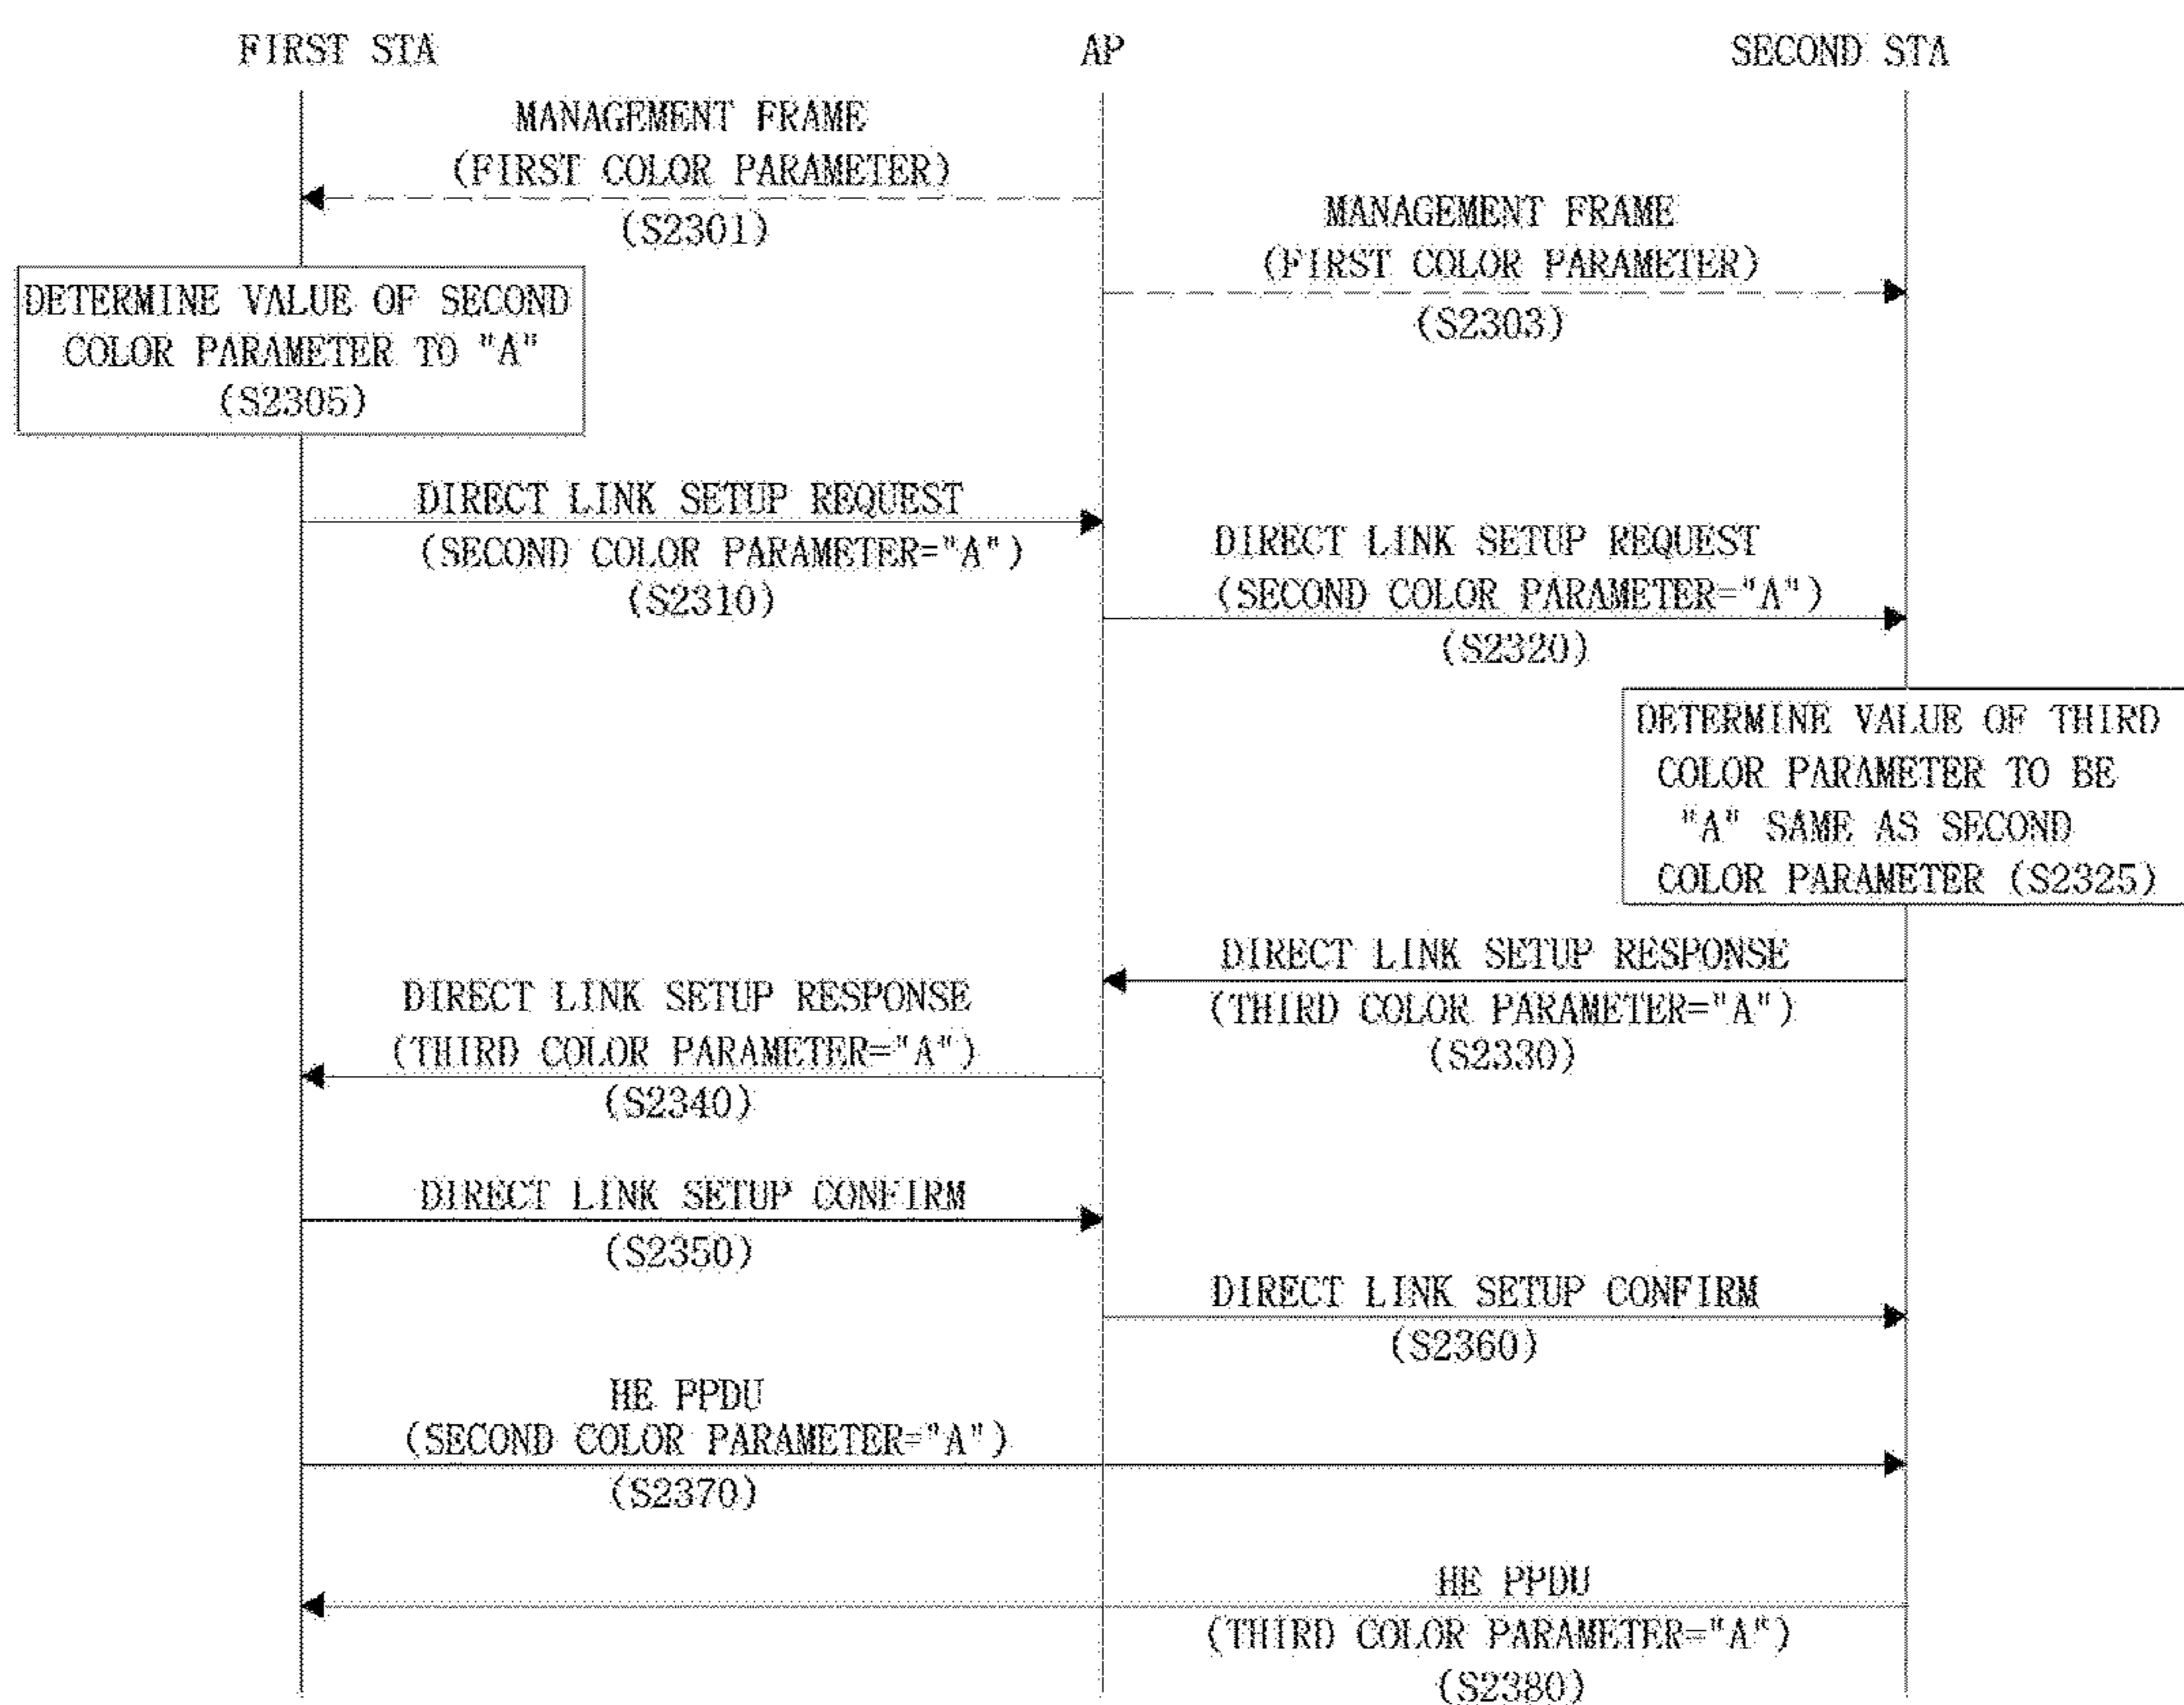 FIRST STA
AP
SECOND STA
MANAGEMENT FRAME
(FIRST COLOR PARAMETER)
(S2301)
MANAGEMENT FRAME
(FIRST COLOR PARAMETER)
(S2303)
DETERMINE VALUE OF SECOND
COLOR PARAMETER TO "A"
(S2305)
DIRECT LINK SETUP REQUEST
(SECOND COLOR PARAMETER="A")
(S2310)
DIRECT LINK SETUP REQUEST
(SECOND COLOR PARAMETER="A")
(S2320)
DETERMINE VALUE OF THIRD
COLOR PARAMETER TO BE
"A" SAME AS SECOND
COLOR PARAMETER (S2325)
DIRECT LINK SETUP RESPONSE
(THIRD COLOR PARAMETER="A")
(S2330)
DIRECT LINK SETUP RESPONSE
(THIRD COLOR PARAMETER="A")
(S2340)
DIRECT LINK SETUP CONFIRM
(S2350)
DIRECT LINK SETUP CONFIRM
(S2360)
HE PPDU
(SECOND COLOR PARAMETER="A")
(S2370)
HE PPDU
(THIRD COLOR PARAMETER="A")
(S2380)